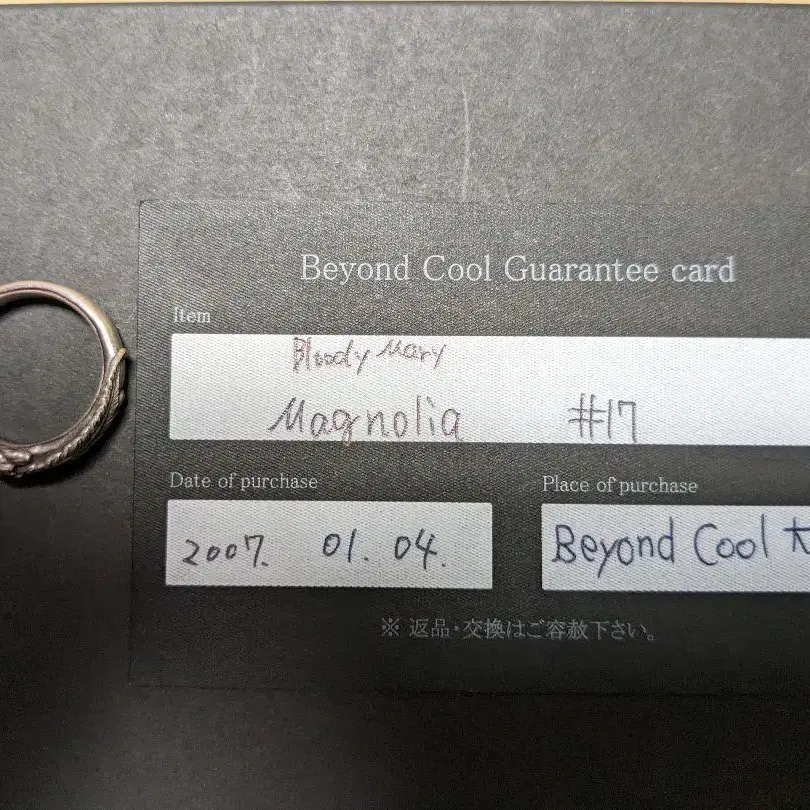 Beyond Cool Guarantee card
Item
Bloody Mary
Magnolia #17
Date of purchase
Place of purchase
2007. 01. 04.
Beyond Cool
※ 返品・交換はご容赦下さい。